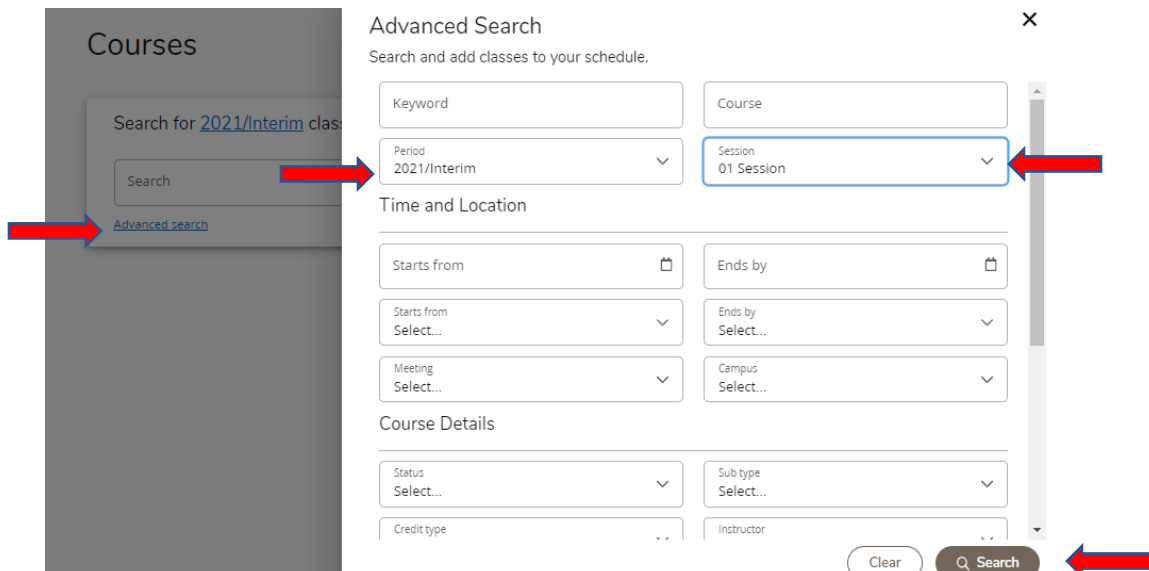 Courses
Search for 2021/Interim clas
Search
Advanced search
Advanced Search
Search and add classes to your schedule.
Keyword
Course
Period
2021/Interim
Session
01 Session
Time and Location
Starts from
Ends by
Starts from
Select...
Ends by
Select...
Meeting
Select...
Campus
Select...
Course Details
Status
Select...
Sub type
Select...
Credit type
Instructor
Clear
Search